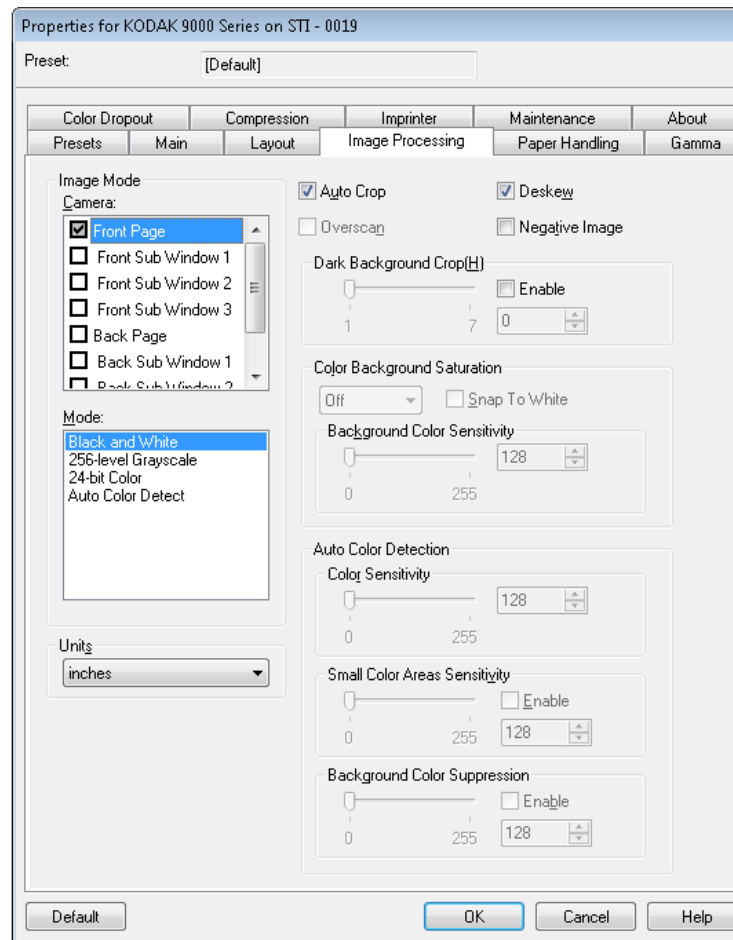 Properties for KODAK 9000 Series on STI - 0019
Preset: [Default]
Color Dropout Compression Imprinter Maintenance About
Presets Main Layout Image Processing Paper Handling Gamma
Image Mode
Camera:
Front Page
Front Sub Window 1
Front Sub Window 2
Front Sub Window 3
Back Page
Back Sub Window 1
Back Sub Window 2
Mode:
Black and White
256-level Grayscale
24-bit Color
Auto Color Detect
Units
inches
Auto Crop Deskew
Overscan Negative Image
Dark Background Crop(H)
Enable
1 7 0
Color Background Saturation
Off Snap To White
Background Color Sensitivity
128
0 255
Auto Color Detection
Color Sensitivity
128
0 255
Small Color Areas Sensitivity
Enable
0 255 128
Background Color Suppression
Enable
0 255 128
Default OK Cancel Help